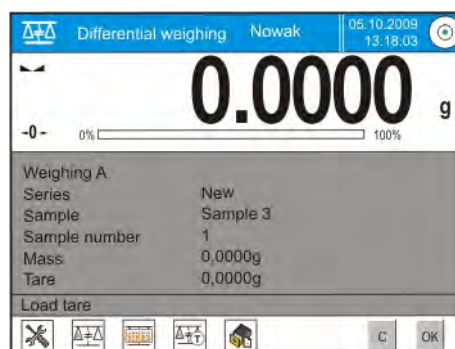 Differential weighing Nowak 05.10.2009
13:18:03
0.0000 g
-0- 0% 100%
Weighing A
Series New
Sample Sample 3
Sample number 1
Mass 0,0000g
Tare 0,0000g
Load tare
SERIES T C OK